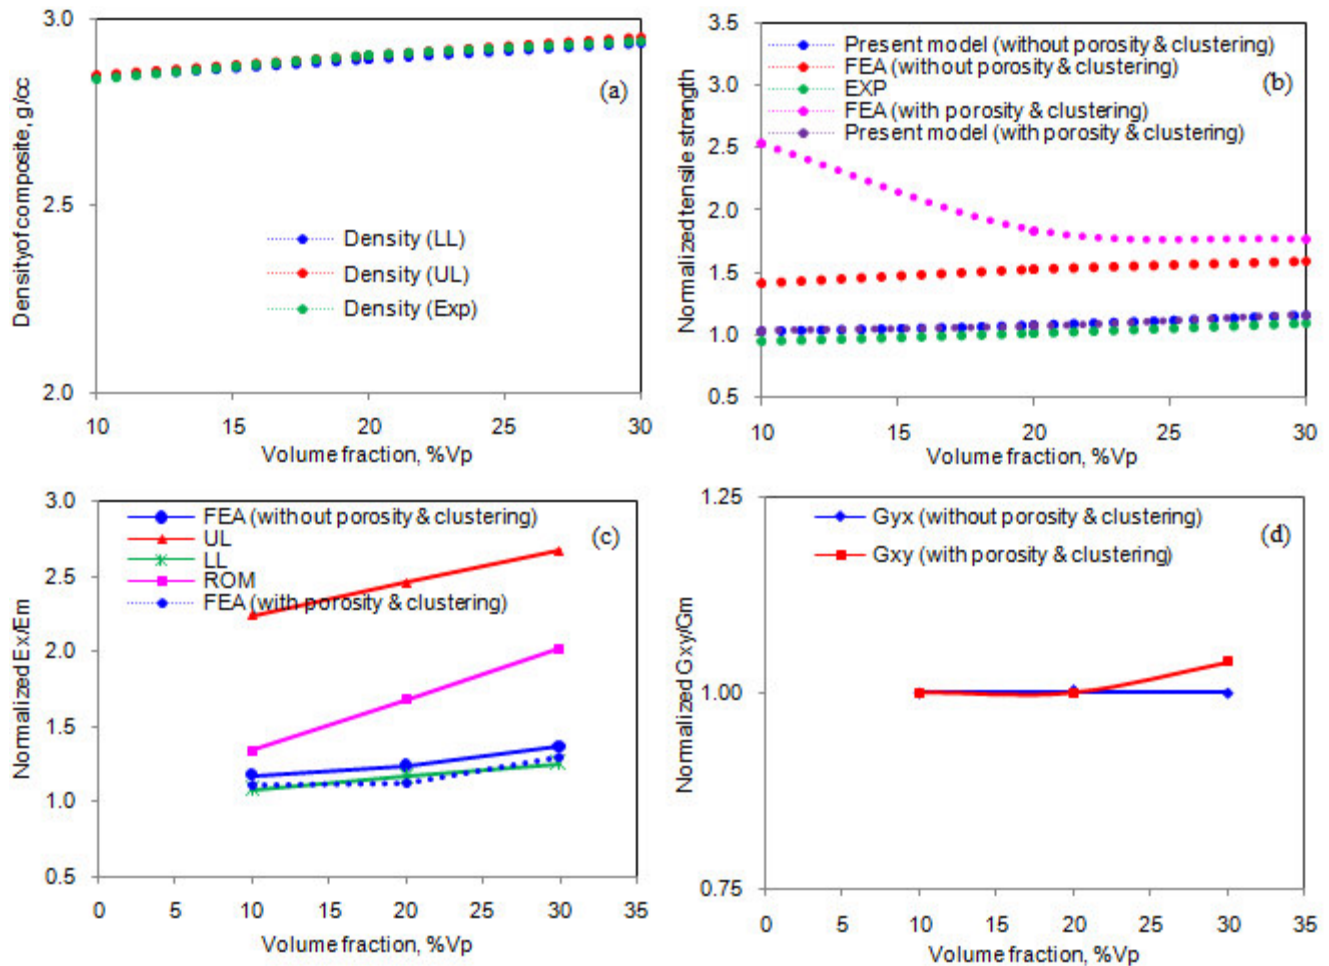 3.0
2.5
2.0
Density of composite, g/cc
(a)
Density (LL)
Density (UL)
Density (Exp)
10
15
20
25
30
Volume fraction, %Vp
3.5
3.0
2.5
2.0
1.5
1.0
0.5
Normalized tensile strength
Present model (without porosity & clustering)
FEA (without porosity & clustering)
EXP
FEA (with porosity & clustering)
Present model (with porosity & clustering)
(b)
10
15
20
25
30
Volume fraction, %Vp
3.0
2.5
2.0
1.5
1.0
0.5
Normalized Ex/Em
FEA (without porosity & clustering)
UL
LL
ROM
FEA (with porosity & clustering)
(c)
0
5
10
15
20
25
30
35
Volume fraction, %Vp
1.25
1.00
0.75
Normalized Gxy/Gm
Gyx (without porosity & clustering)
Gxy (with porosity & clustering)
(d)
0
5
10
15
20
25
30
35
Volume fraction, %Vp